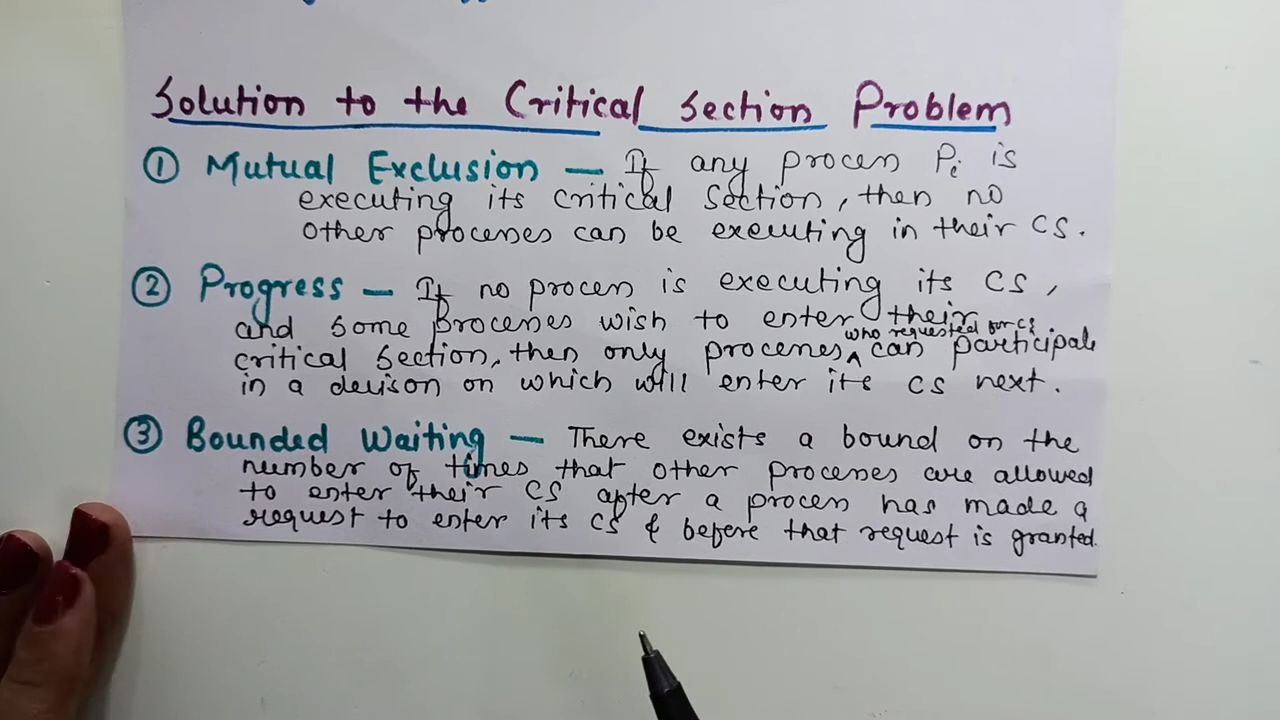 Solution to the Critical Section Problem
① Mutual Exclusion — If any process Pi is
executing its critical section, then no
other processes can be executing in their CS.
② Progress — If no process is executing its CS,
and some processes wish to enter their
who requested for CS
critical section, then only processes ^ can participate
in a decison on which will enter its CS next.
③ Bounded Waiting — There exists a bound on the
number of times that other processes are allowed
to enter their CS after a process has made a
request to enter its CS & before that request is granted.